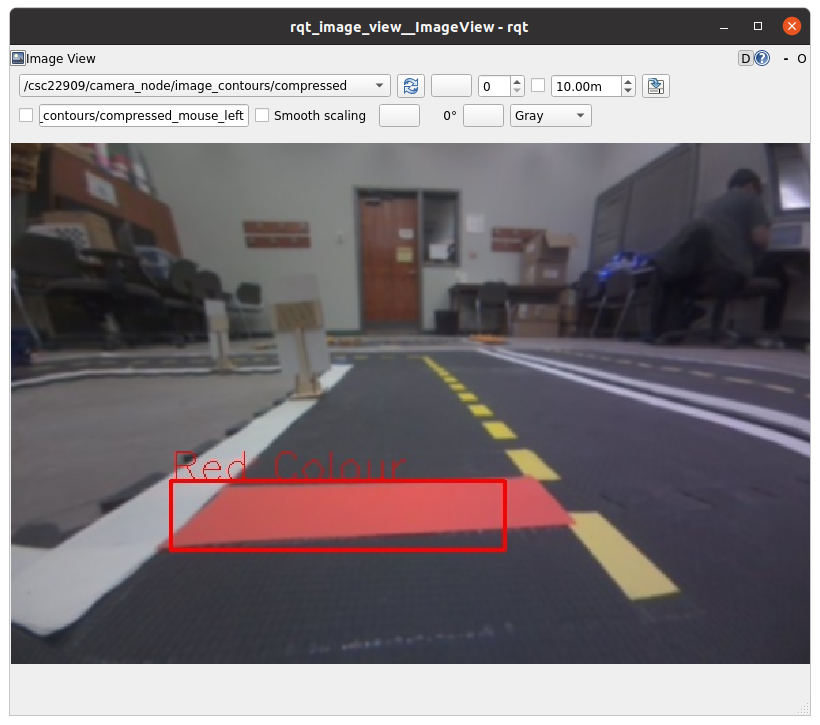 rqt_image_view__ImageView - rqt
Image View
D
- O
/csc22909/camera_node/image_contours/compressed
0
10.00m
_contours/compressed_mouse_left
Smooth scaling
0°
Gray
Red Colour